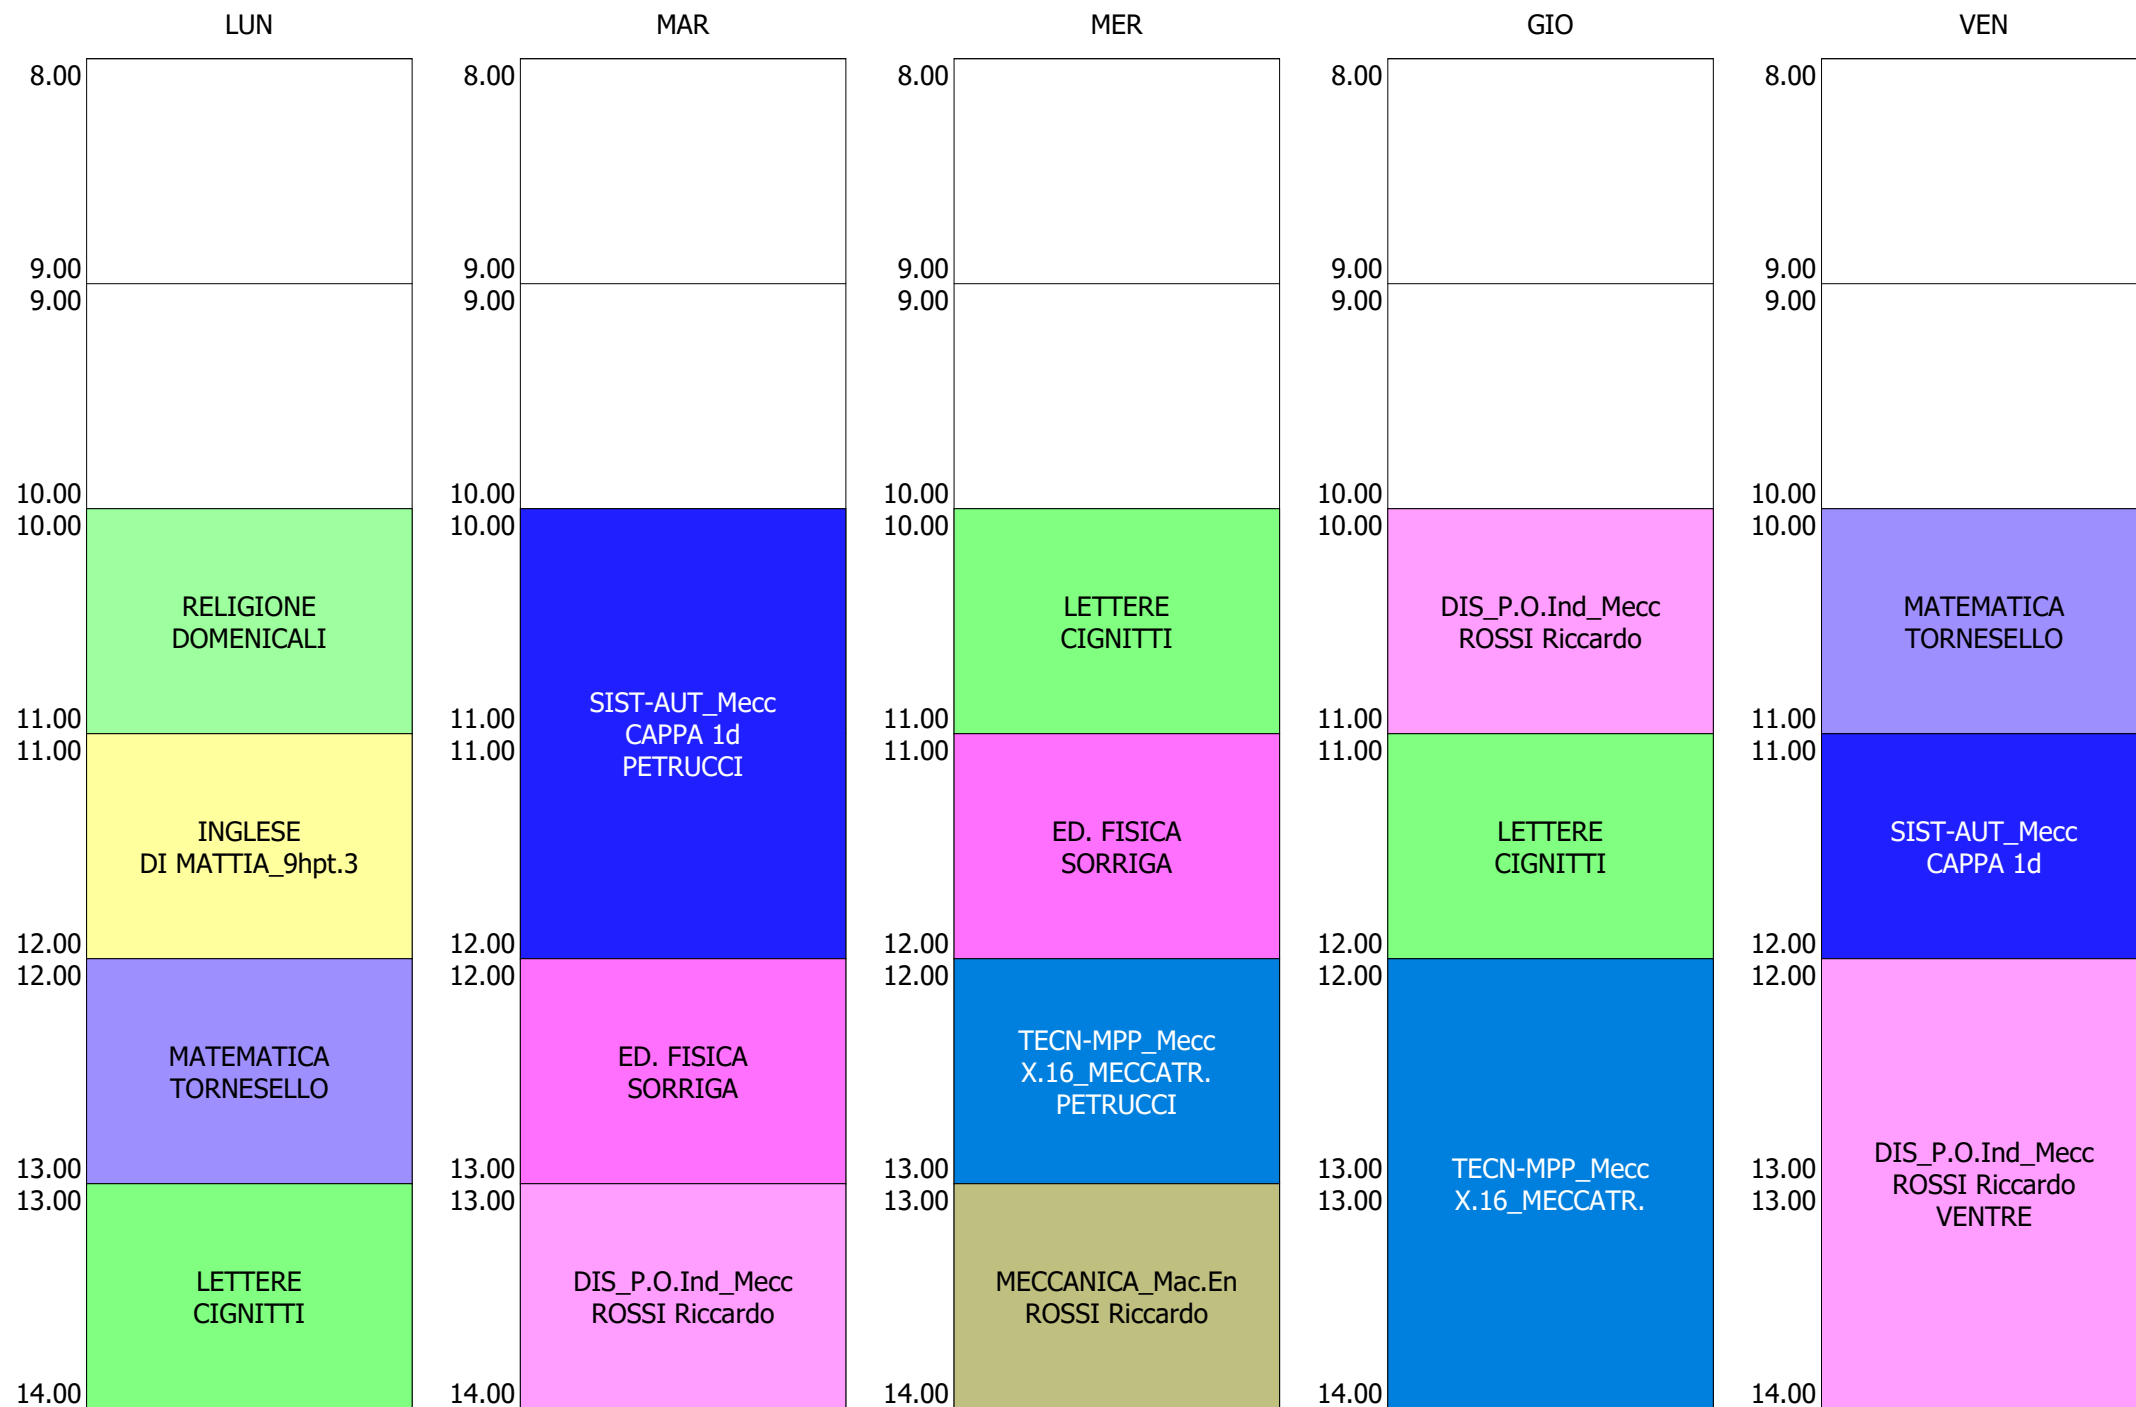 LUN
MAR
MER
GIO
VEN
8.00
9.00
9.00
10.00
10.00
RELIGIONE
DOMENICALI
11.00
11.00
INGLESE
DI MATTIA_9hpt.3
12.00
12.00
MATEMATICA
TORNESELLO
13.00
13.00
LETTERE
CIGNITTI
14.00
8.00
9.00
9.00
10.00
10.00
SIST-AUT_Mecc
CAPPA 1d
PETRUCCI
11.00
11.00
12.00
12.00
ED. FISICA
SORRIGA
13.00
13.00
DIS_P.O.Ind_Mecc
ROSSI Riccardo
14.00
8.00
9.00
9.00
10.00
10.00
LETTERE
CIGNITTI
11.00
11.00
ED. FISICA
SORRIGA
12.00
12.00
TECN-MPP_Mecc
X.16_MECCATR.
PETRUCCI
13.00
13.00
MECCANICA_Mac.En
ROSSI Riccardo
14.00
8.00
9.00
9.00
10.00
10.00
DIS_P.O.Ind_Mecc
ROSSI Riccardo
11.00
11.00
LETTERE
CIGNITTI
12.00
12.00
13.00
13.00
TECN-MPP_Mecc
X.16_MECCATR.
14.00
8.00
9.00
9.00
10.00
10.00
MATEMATICA
TORNESELLO
11.00
11.00
SIST-AUT_Mecc
CAPPA 1d
12.00
12.00
13.00
13.00
DIS_P.O.Ind_Mecc
ROSSI Riccardo
VENTRE
14.00